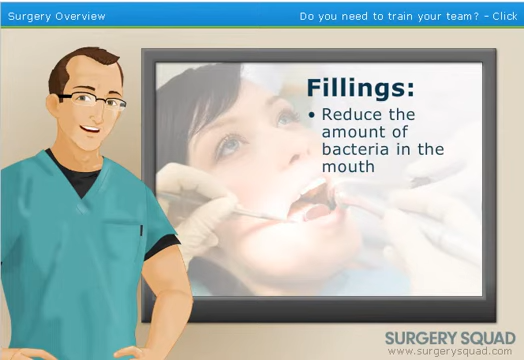 Surgery Overview
Do you need to train your team? – Click
Fillings:
• Reduce the
amount of
bacteria in the
mouth
SURGERY SQUAD
www.surgerysquad.com